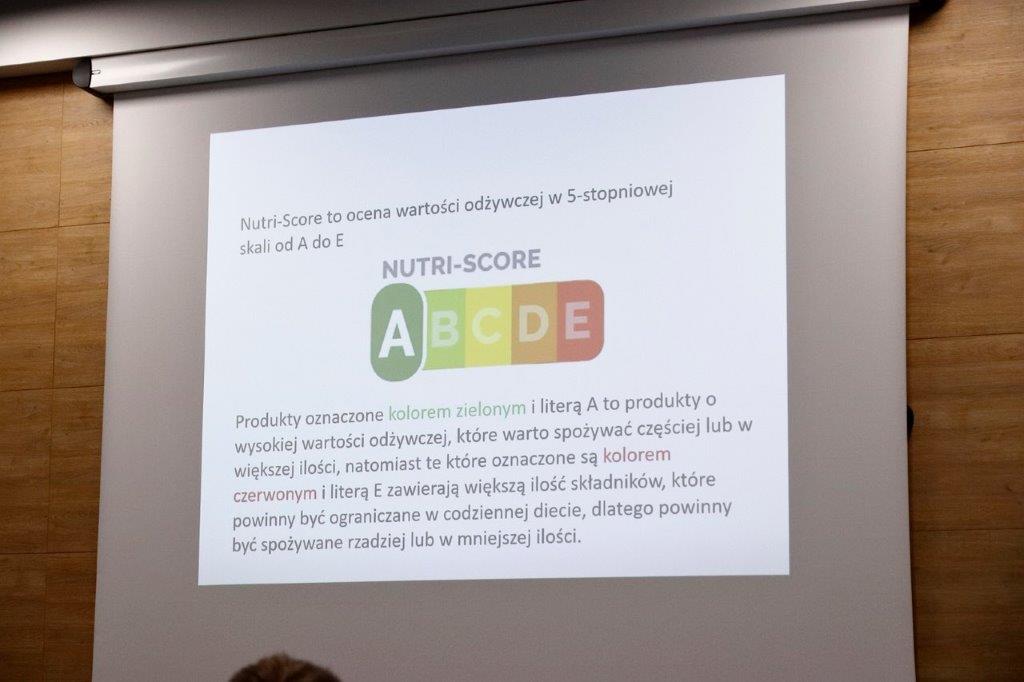 Nutri-Score to ocena wartości odżywczej w 5-stopniowej
skali od A do E
NUTRI-SCORE
A B C D E
Produkty oznaczone kolorem zielonym i literą A to produkty o
wysokiej wartości odżywczej, które warto spożywać częściej lub w
większej ilości, natomiast te które oznaczone są kolorem
czerwonym i literą E zawierają większą ilość składników, które
powinny być ograniczane w codziennej diecie, dlatego powinny
być spożywane rzadziej lub w mniejszej ilości.